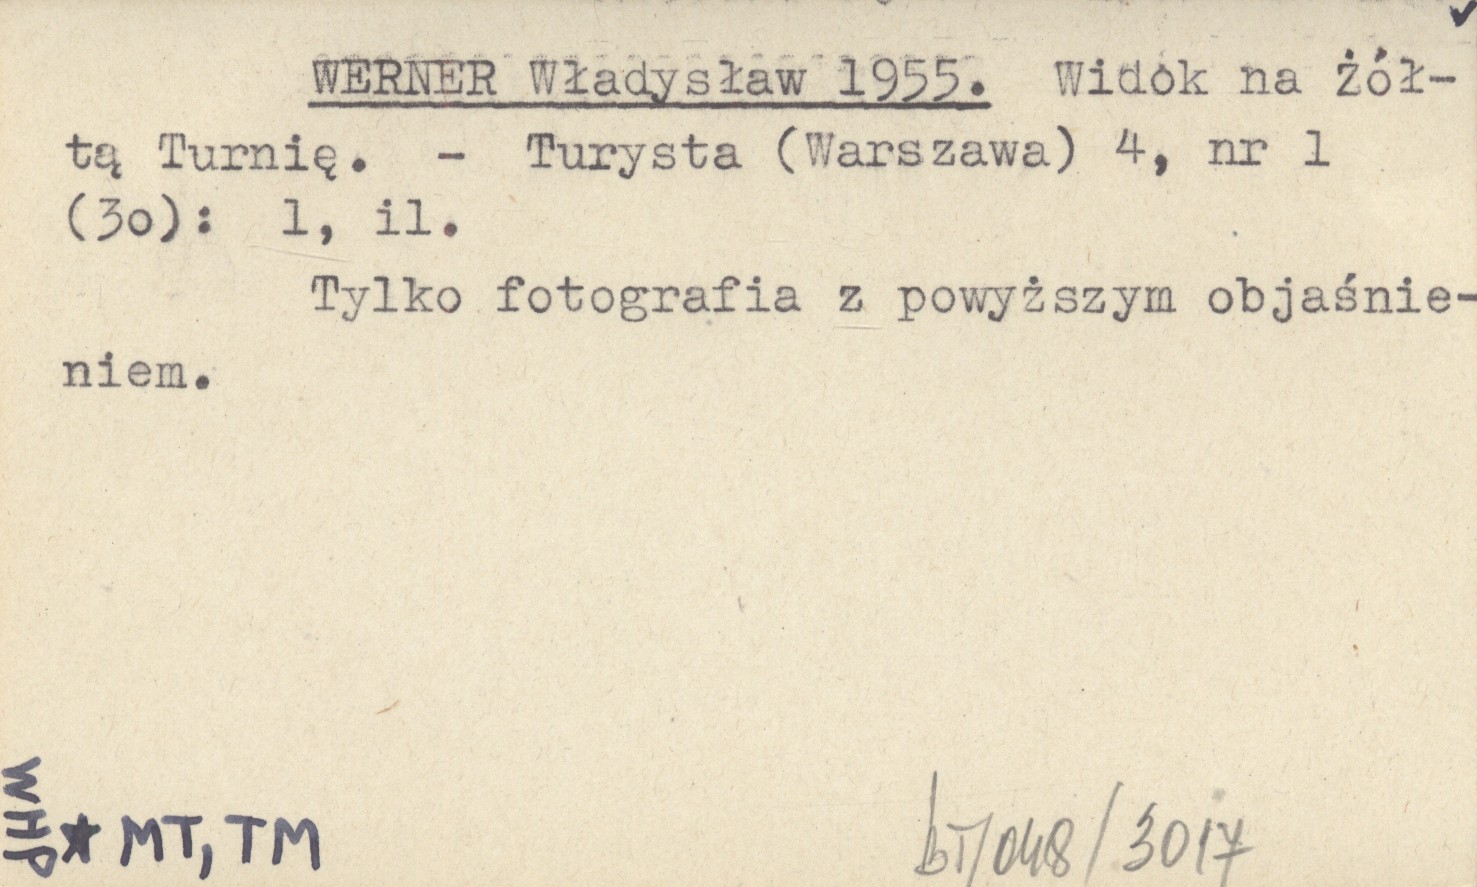 WERNER Władysław 1955. Widok na Żół-
tą Turnię. - Turysta (Warszawa) 4, nr 1
(30): 1, il.
Tylko fotografia z powyższym objaśnie-
niem.
WHP
* MT, TM
bT/048/3017